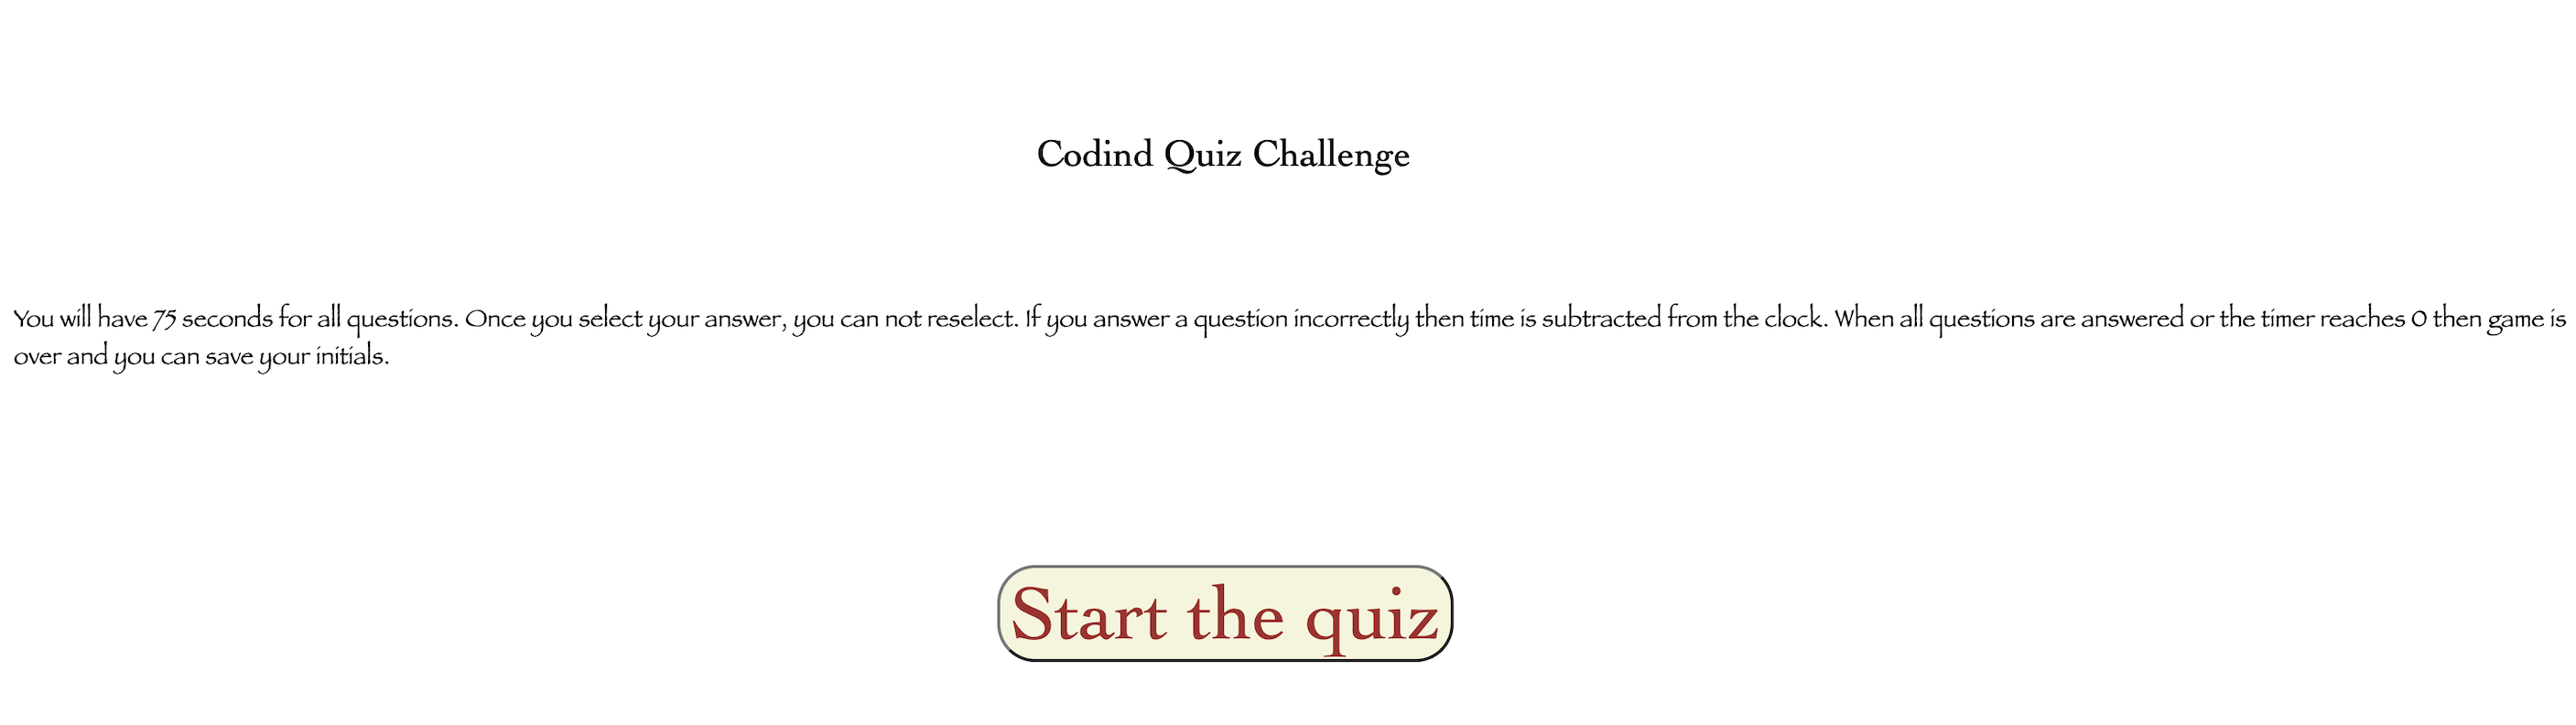 Codind Quiz Challenge
You will have 75 seconds for all questions. Once you select your answer, you can not reselect. If you answer a question incorrectly then time is subtracted from the clock. When all questions are answered or the timer reaches 0 then game is
over and you can save your initials.
Start the quiz